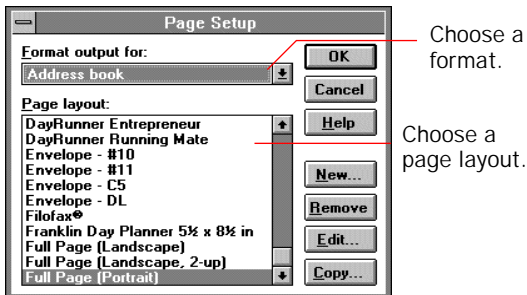 Page Setup
Format output for:
Address book
Page layout:
DayRunner Entrepreneur
DayRunner Running Mate
Envelope - #10
Envelope - #11
Envelope - C5
Envelope - DL
Filofax®
Franklin Day Planner 5½ x 8½ in
Full Page (Landscape)
Full Page (Landscape, 2-up)
Full Page (Portrait)
OK
Cancel
Help
New...
Remove
Edit...
Copy...
Choose a
format.
Choose a
page layout.